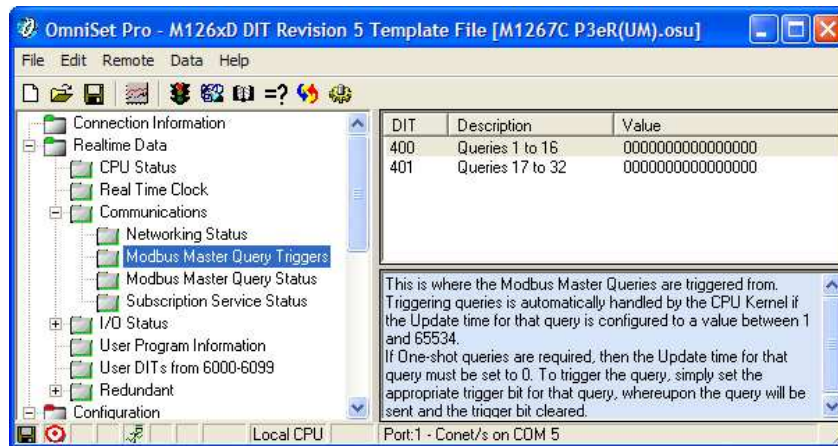 OmniSet Pro - M126xD DIT Revision 5 Template File [M1267C P3eR(UM).osu]
File Edit Remote Data Help
=?
Connection Information
Realtime Data
CPU Status
Real Time Clock
Communications
Networking Status
Modbus Master Query Triggers
Modbus Master Query Status
Subscription Service Status
I/O Status
User Program Information
User DITs from 6000-6099
Redundant
Configuration
DIT Description Value
400 Queries 1 to 16 0000000000000000
401 Queries 17 to 32 0000000000000000
This is where the Modbus Master Queries are triggered from.
Triggering queries is automatically handled by the CPU Kernel if
the Update time for that query is configured to a value between 1
and 65534.
If One-shot queries are required, then the Update time for that
query must be set to 0. To trigger the query, simply set the
appropriate trigger bit for that query, whereupon the query will be
sent and the trigger bit cleared.
Local CPU Port:1 - Conet/s on COM 5